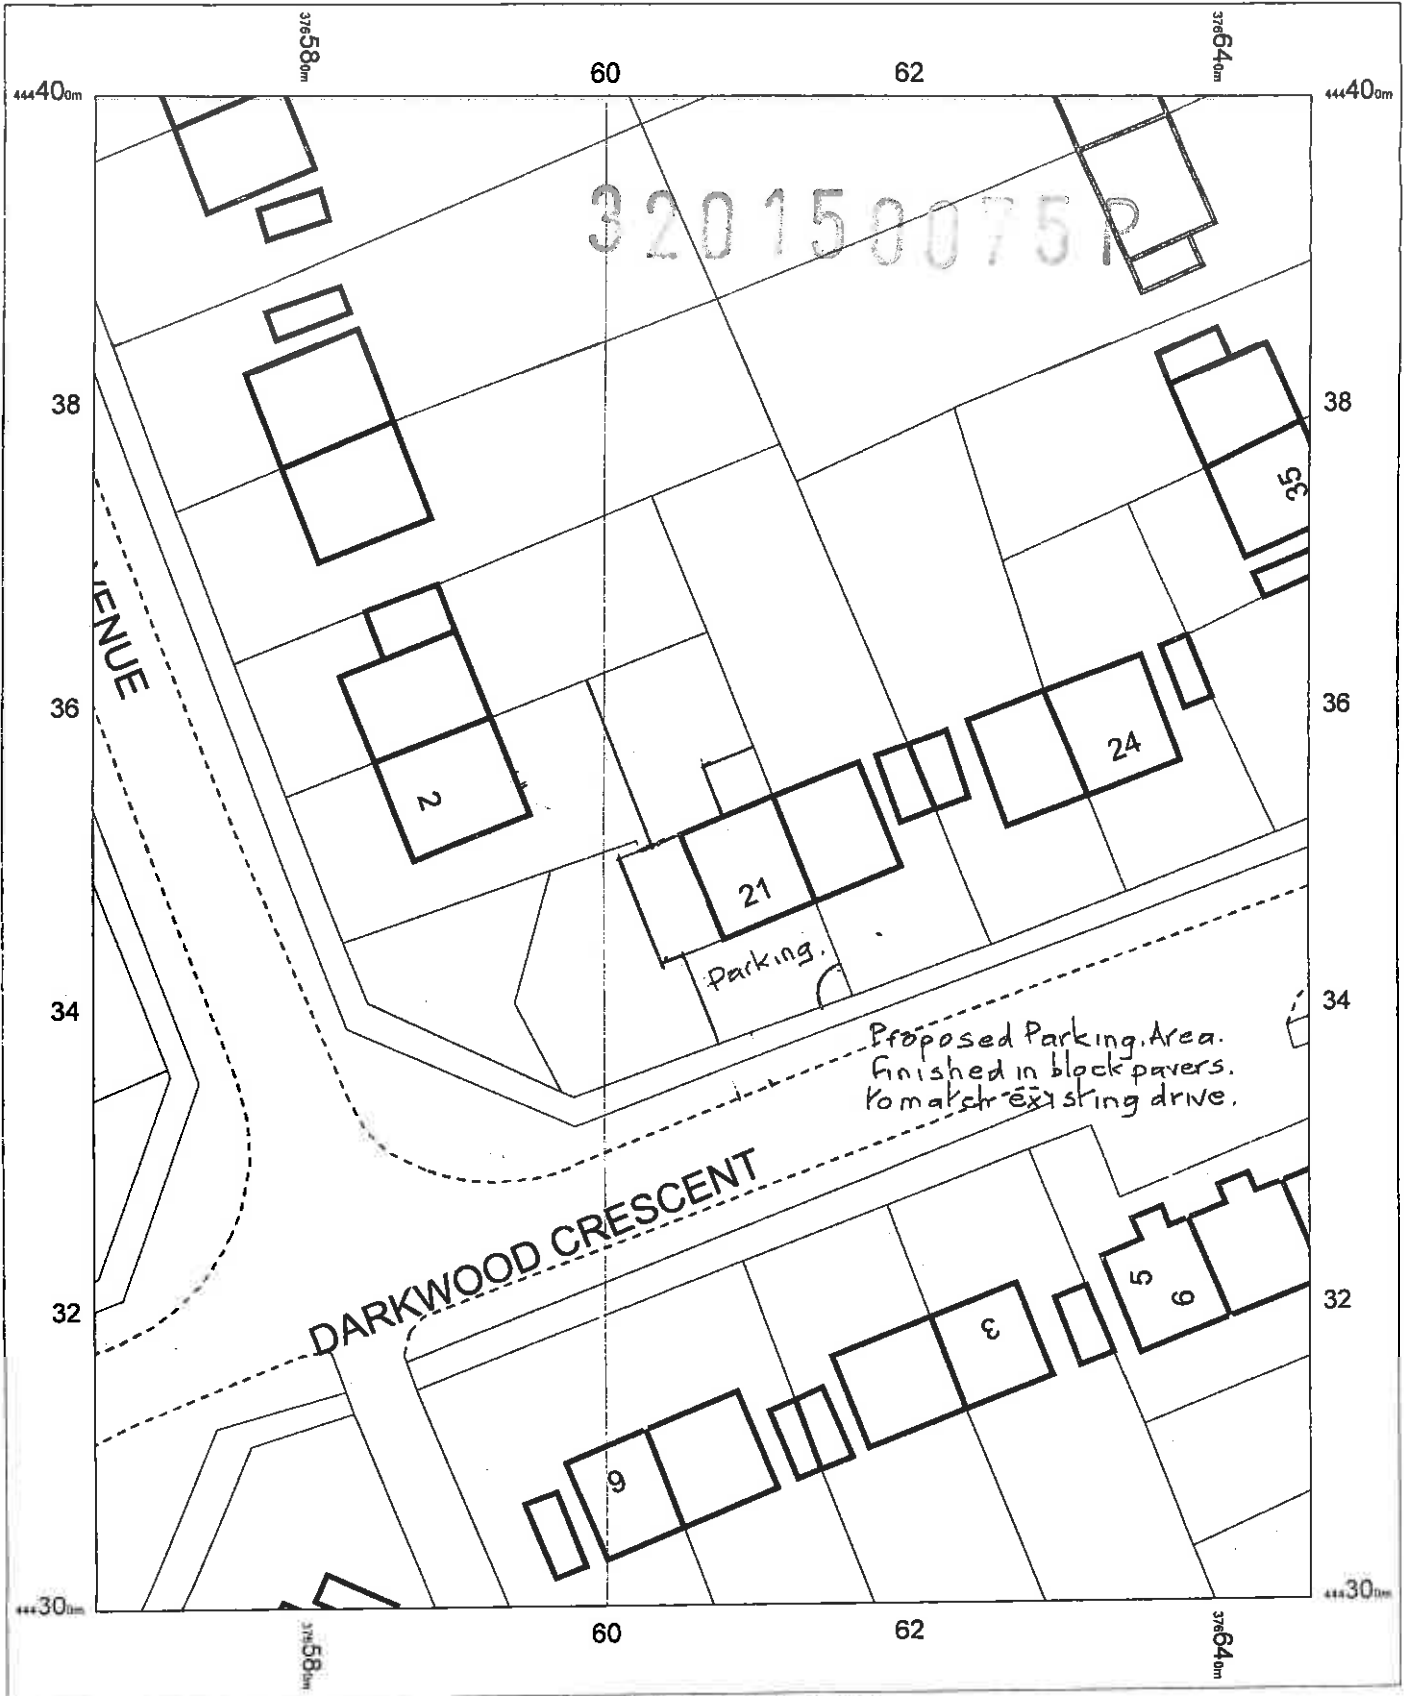 376580m
60
62
376640m
444400m
444400m
320150075P
38
38
35
VENUE
36
36
2
24
21
Parking.
34
34
Proposed Parking Area.
finished in block pavers.
to match existing drive.
DARKWOOD CRESCENT
32
32
5
6
3
9
444300m
444300m
376580m
60
62
376640m